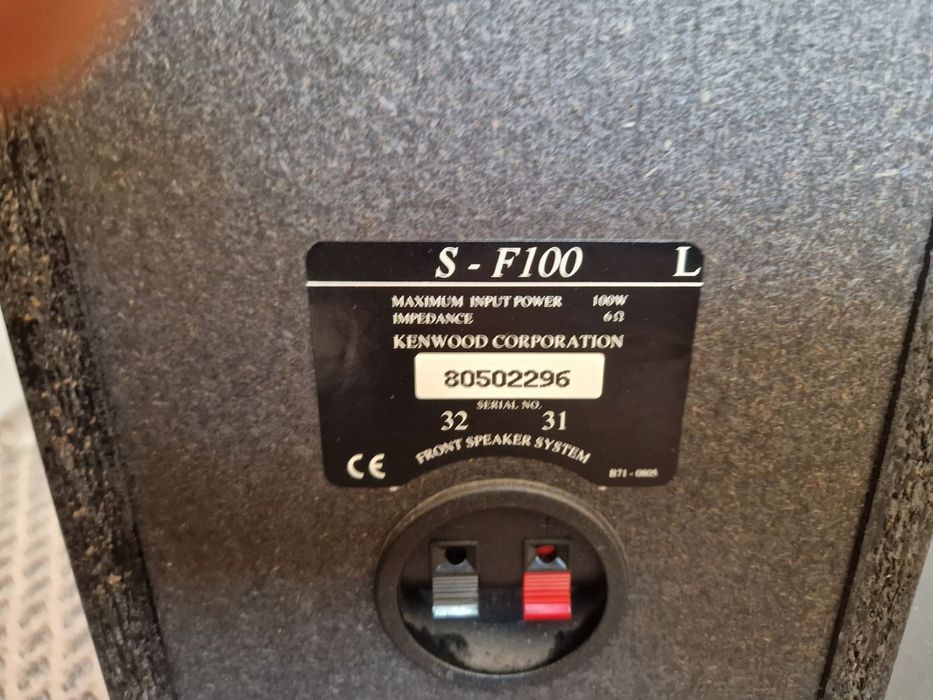 S - F100 L
MAXIMUM INPUT POWER 100W
IMPEDANCE 6Ω
KENWOOD CORPORATION
80502296
SERIAL NO.
32 31
FRONT SPEAKER SYSTEM
CE B71 - 0805